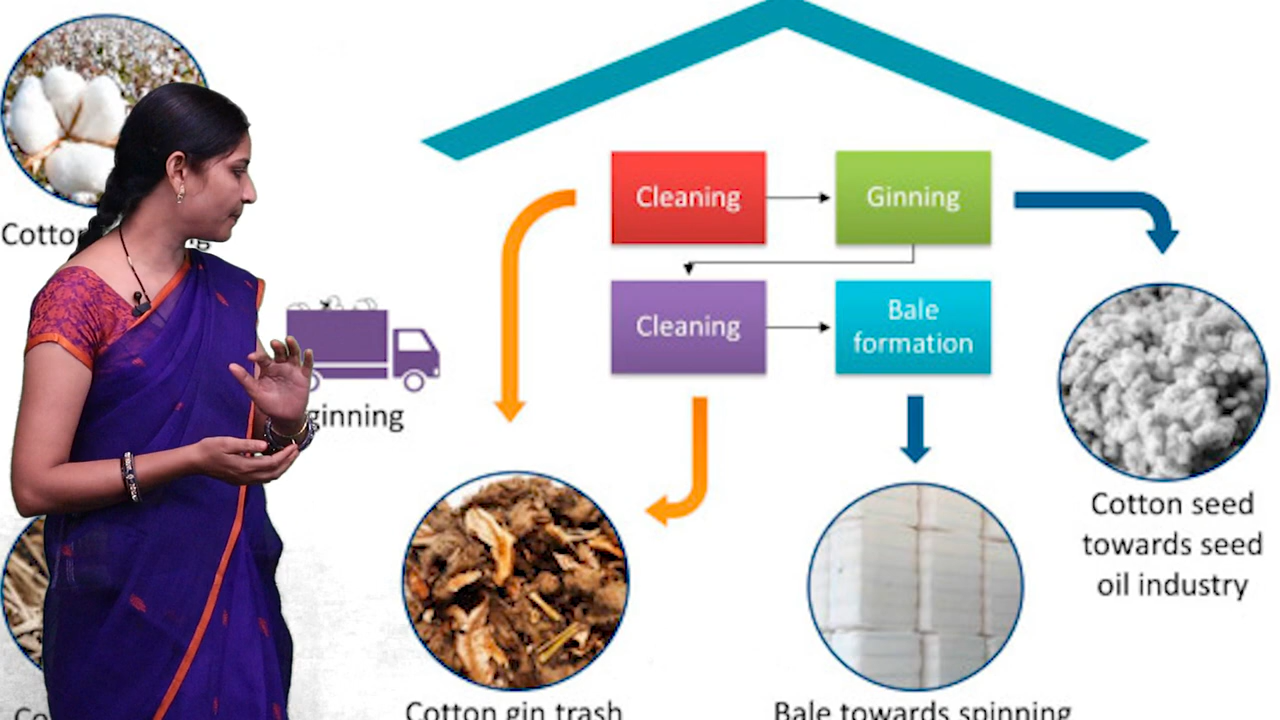 Cleaning
Ginning
Cleaning
Bale
formation
ginning
Cotton seed
towards seed
oil industry
Cotton gin trash
Bale towards spinning